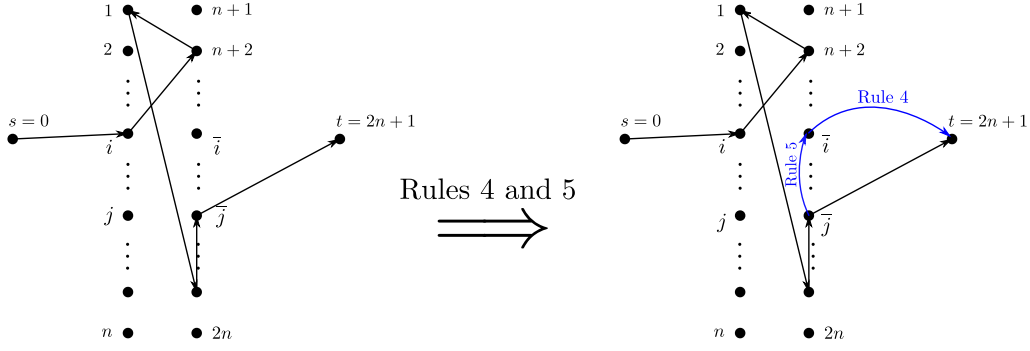 1
n + 1
2
n + 2
s = 0
t = 2n + 1
i
i̅
j
j̅
n
2n
Rules 4 and 5
⟹
1
n + 1
2
n + 2
Rule 4
s = 0
t = 2n + 1
i
i̅
Rule 5
j
j̅
n
2n